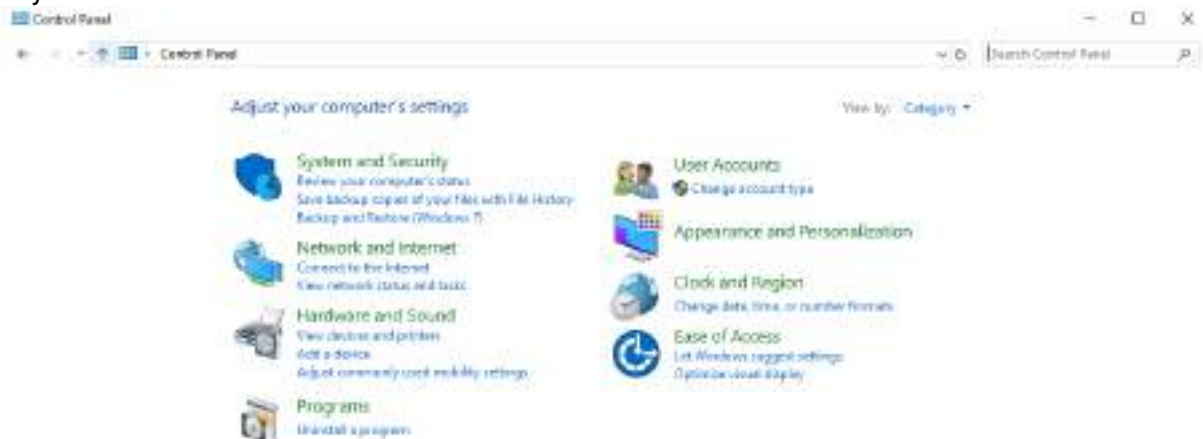 Control Panel
Control Panel
Search Control Panel
Adjust your computer's settings
View by: Category
System and Security
Review your computer's status
Save backup copies of your files with File History
Backup and Restore (Windows 7)
Network and Internet
Connect to the Internet
View network status and tasks
Hardware and Sound
View devices and printers
Add a device
Adjust commonly used mobility settings
Programs
Uninstall a program
User Accounts
Change account type
Appearance and Personalization
Clock and Region
Change date, time, or number formats
Ease of Access
Let Windows suggest settings
Optimize visual display